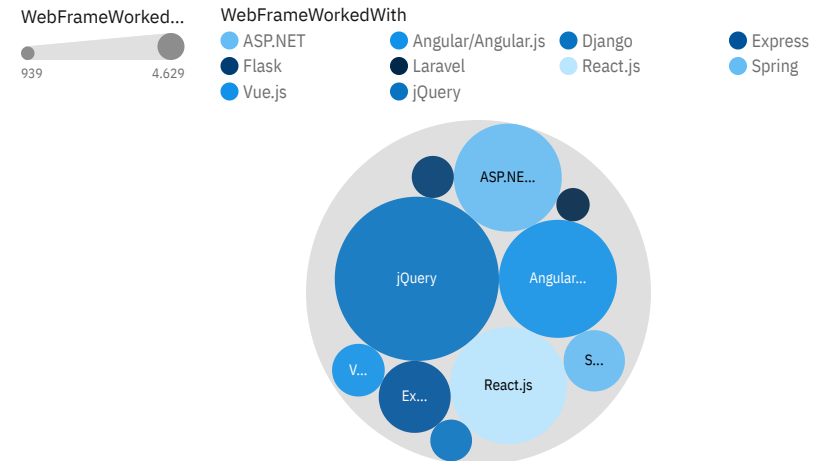 WebFrameWorked...
939
4.629
WebFrameWorkedWith
ASP.NET
Angular/Angular.js
Django
Express
Flask
Laravel
React.js
Spring
Vue.js
jQuery
ASP.NE...
jQuery
Angular...
S...
V...
React.js
Ex...